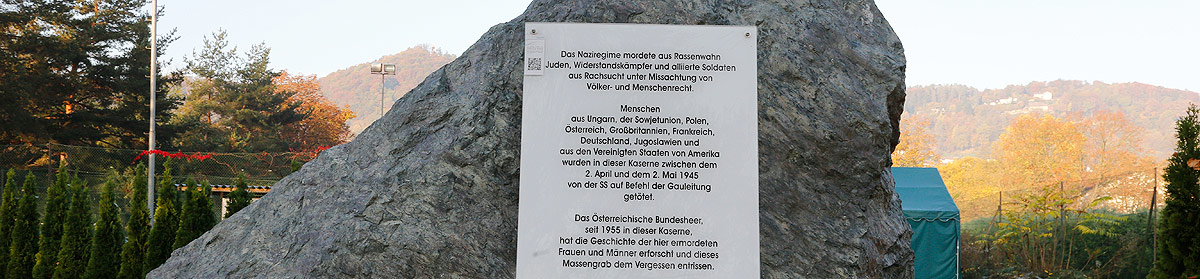 Das Naziregime mordete aus Rassenwahn
Juden, Widerstandskämpfer und alliierte Soldaten
aus Rachsucht unter Missachtung von
Völker- und Menschenrecht.
Menschen
aus Ungarn, der Sowjetunion, Polen,
Österreich, Großbritannien, Frankreich,
Deutschland, Jugoslawien und
aus den Vereinigten Staaten von Amerika
wurden in dieser Kaserne zwischen dem
2. April und dem 2. Mai 1945
von der SS auf Befehl der Gauleitung
getötet.
Das Österreichische Bundesheer,
seit 1955 in dieser Kaserne,
hat die Geschichte der hier ermordeten
Frauen und Männer erforscht und dieses
Massengrab dem Vergessen entrissen.